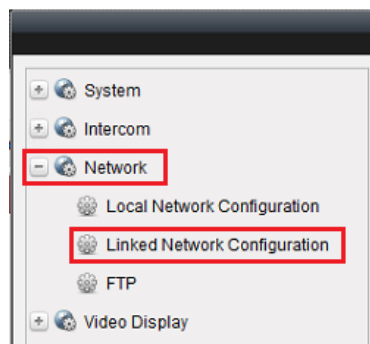 System
Intercom
Network
Local Network Configuration
Linked Network Configuration
FTP
Video Display